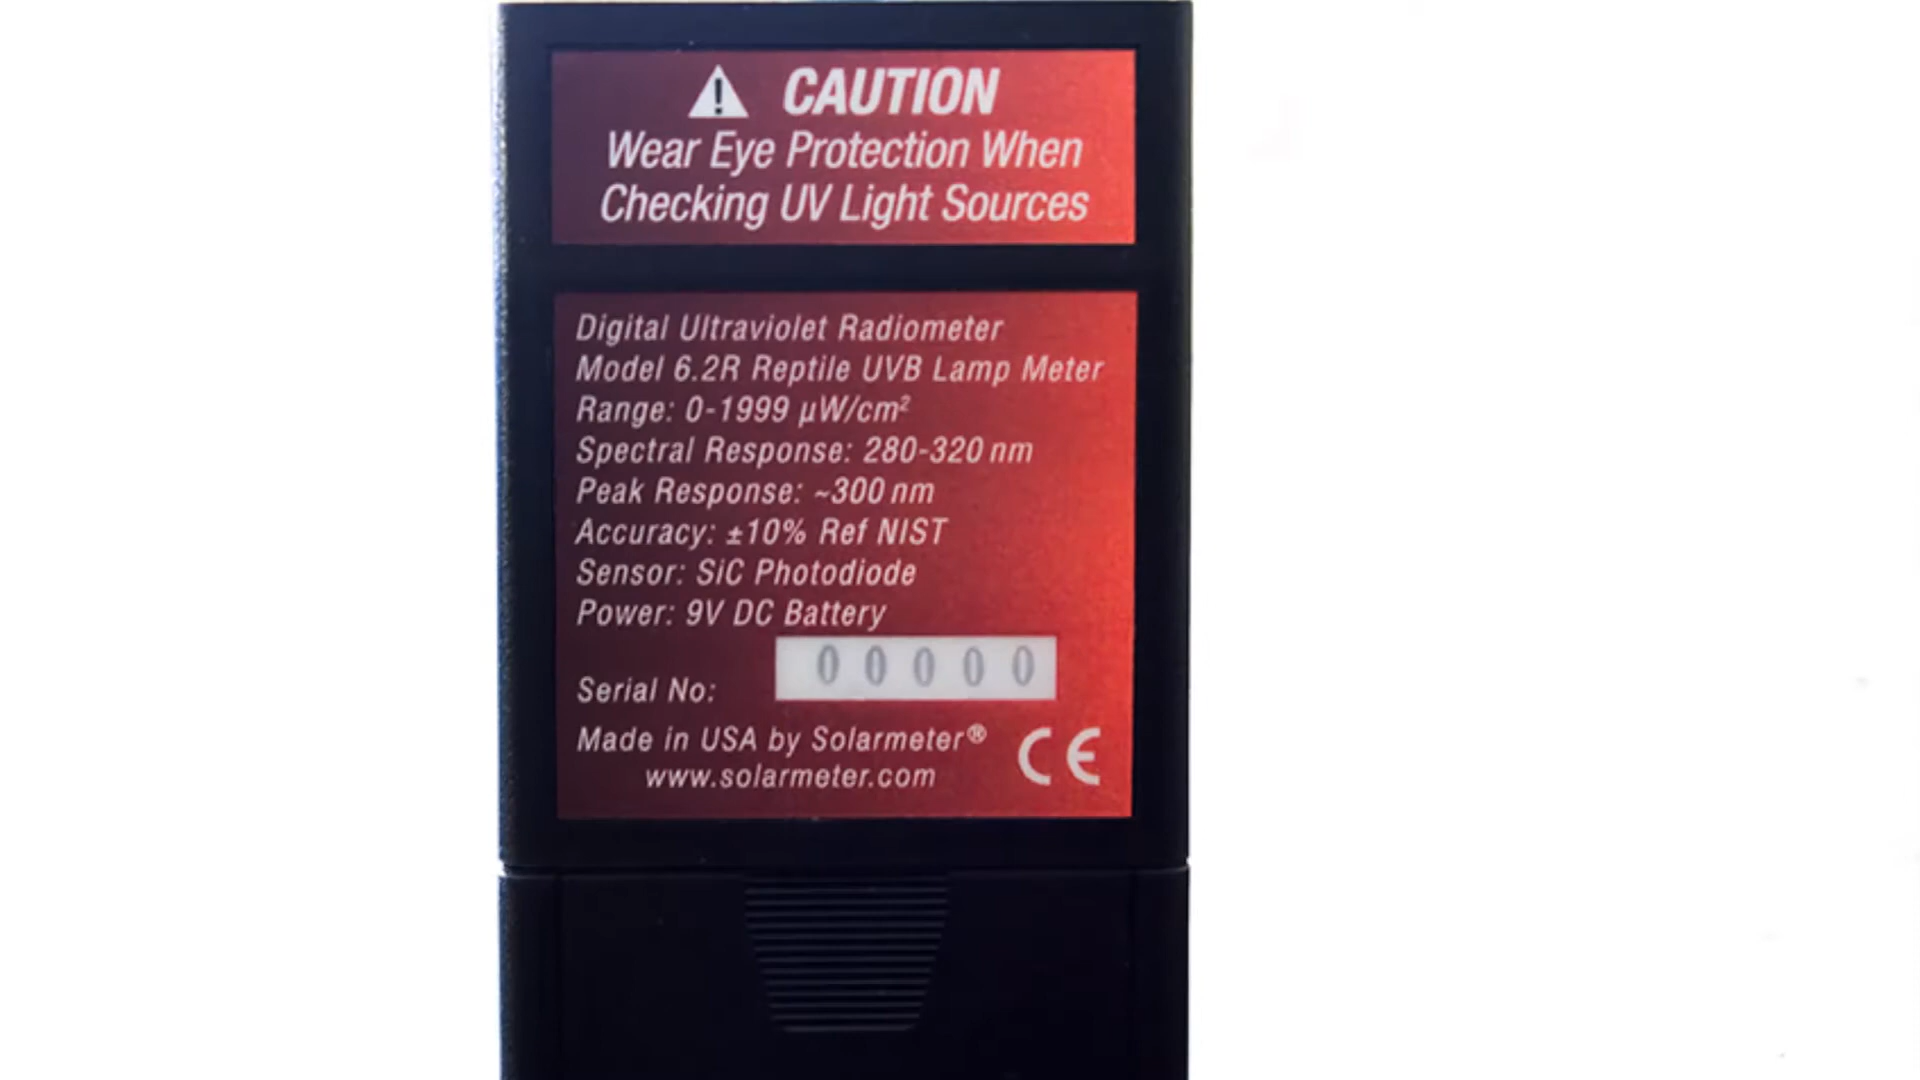 CAUTION
Wear Eye Protection When
Checking UV Light Sources
Digital Ultraviolet Radiometer
Model 6.2R Reptile UVB Lamp Meter
Range: 0-1999 µW/cm²
Spectral Response: 280-320 nm
Peak Response: ~300 nm
Accuracy: ±10% Ref NIST
Sensor: SiC Photodiode
Power: 9V DC Battery
Serial No: 00000
Made in USA by Solarmeter® CE
www.solarmeter.com